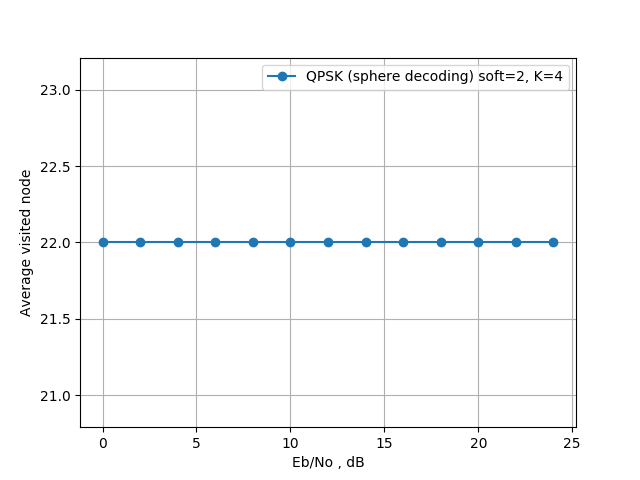 QPSK (sphere decoding) soft=2, K=4
23.0
22.5
22.0
21.5
21.0
Average visited node
0 5 10 15 20 25
Eb/No , dB